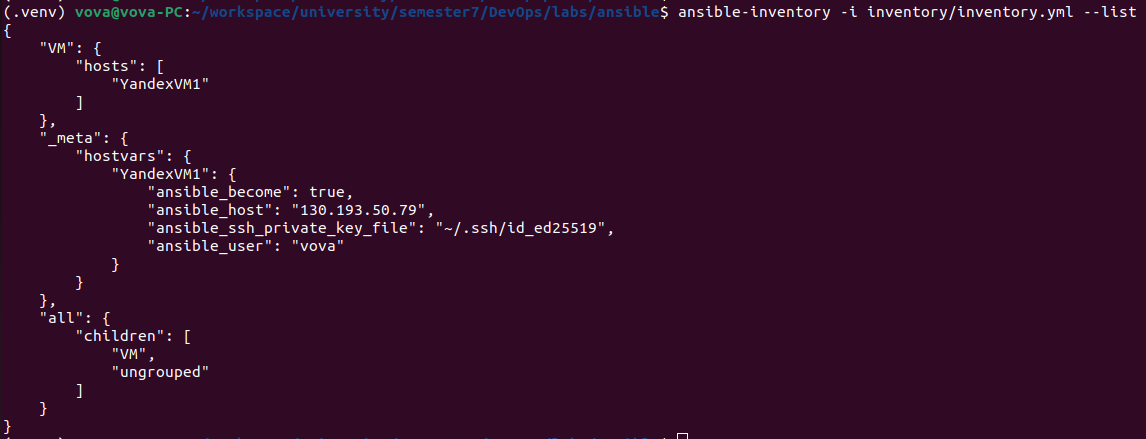 (.venv) vova@vova-PC:~/workspace/university/semester7/DevOps/labs/ansible$ ansible-inventory -i inventory/inventory.yml --list
{
    "VM": {
        "hosts": [
            "YandexVM1"
        ]
    },
    "_meta": {
        "hostvars": {
            "YandexVM1": {
                "ansible_become": true,
                "ansible_host": "130.193.50.79",
                "ansible_ssh_private_key_file": "~/.ssh/id_ed25519",
                "ansible_user": "vova"
            }
        }
    },
    "all": {
        "children": [
            "VM",
            "ungrouped"
        ]
    }
}